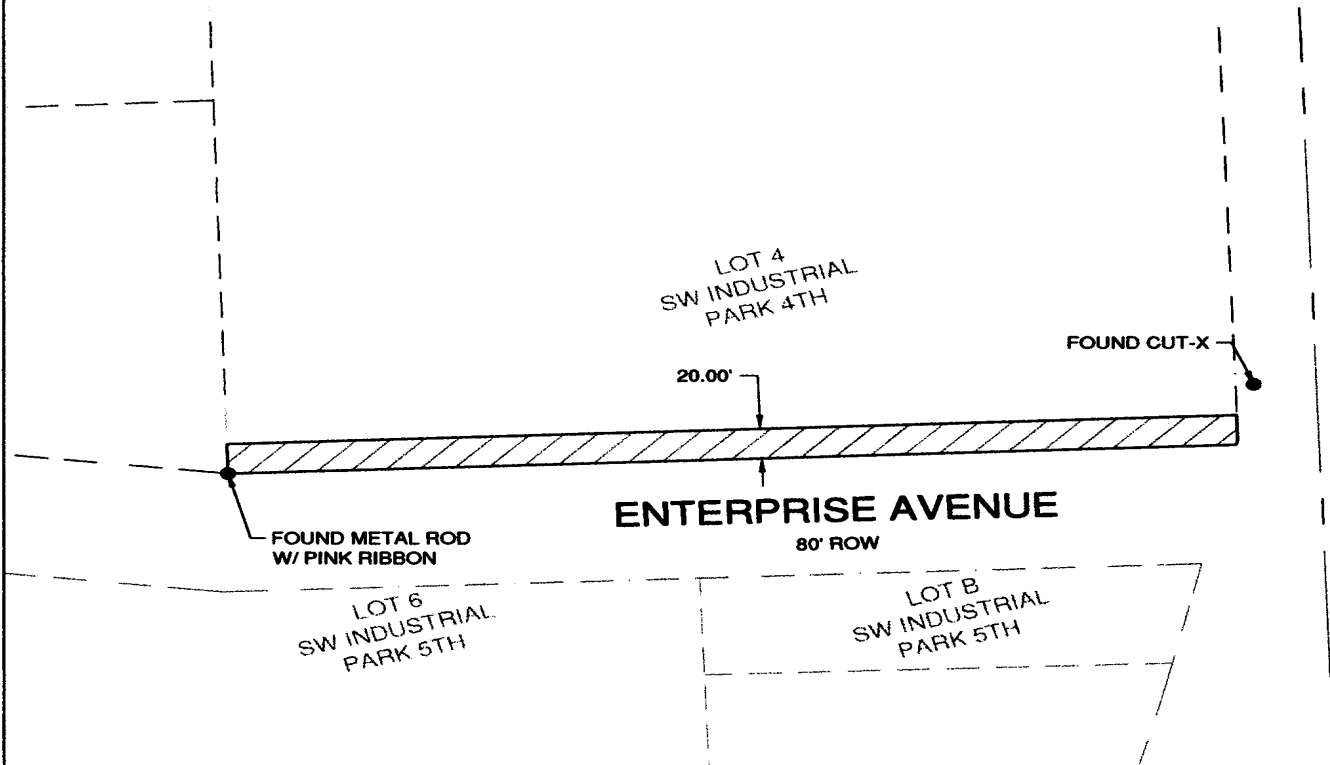 LOT 4
SW INDUSTRIAL
PARK 4TH
FOUND CUT-X
20.00'
ENTERPRISE AVENUE
80' ROW
FOUND METAL ROD
W/ PINK RIBBON
LOT 6
SW INDUSTRIAL
PARK 5TH
LOT B
SW INDUSTRIAL
PARK 5TH